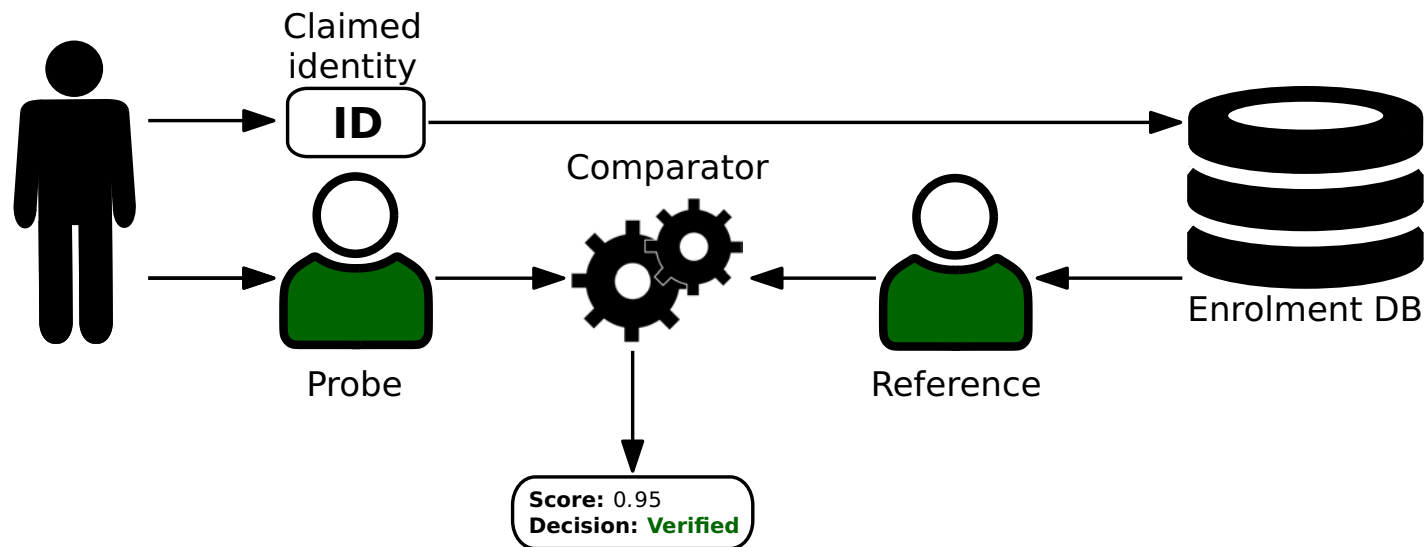 Claimed
identity
ID
Comparator
Enrolment DB
Probe
Reference
Score: 0.95
Decision: Verified